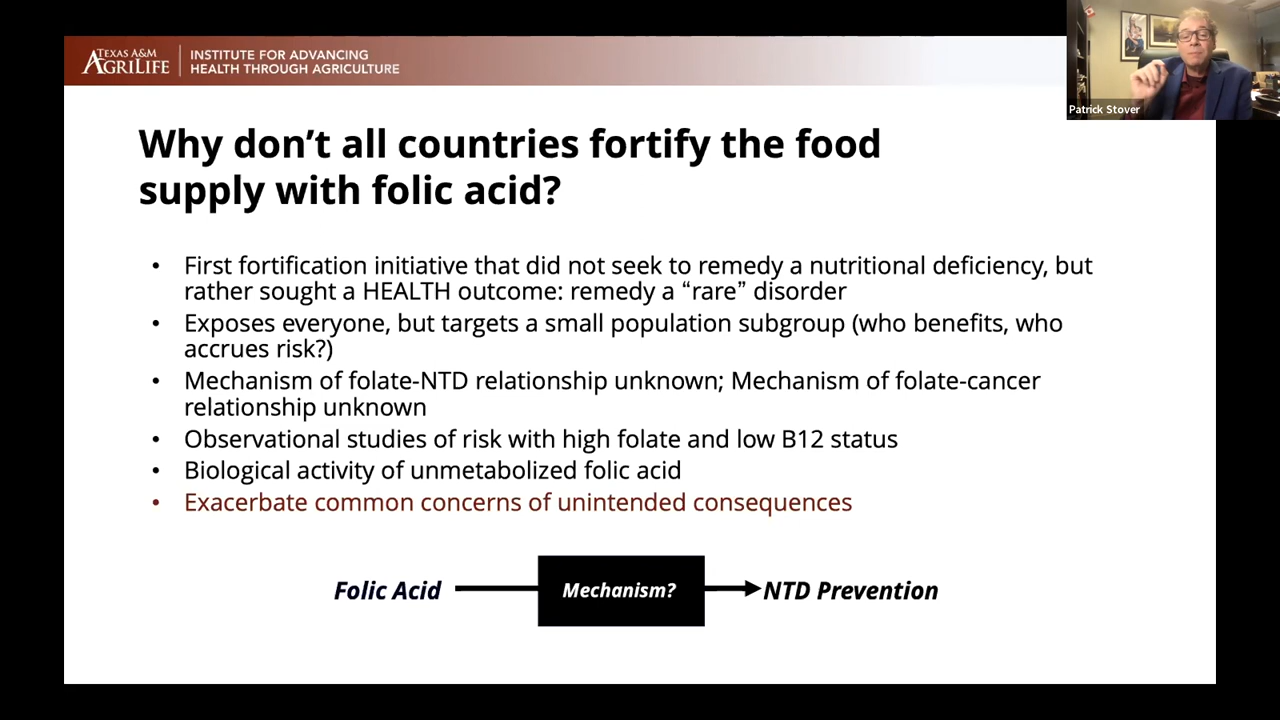 TEXAS A&M
AGRILIFE
INSTITUTE FOR ADVANCING
HEALTH THROUGH AGRICULTURE
Patrick Stover
Why don't all countries fortify the food
supply with folic acid?
• First fortification initiative that did not seek to remedy a nutritional deficiency, but
rather sought a HEALTH outcome: remedy a “rare” disorder
• Exposes everyone, but targets a small population subgroup (who benefits, who
accrues risk?)
• Mechanism of folate-NTD relationship unknown; Mechanism of folate-cancer
relationship unknown
• Observational studies of risk with high folate and low B12 status
• Biological activity of unmetabolized folic acid
• Exacerbate common concerns of unintended consequences
Folic Acid
Mechanism?
NTD Prevention